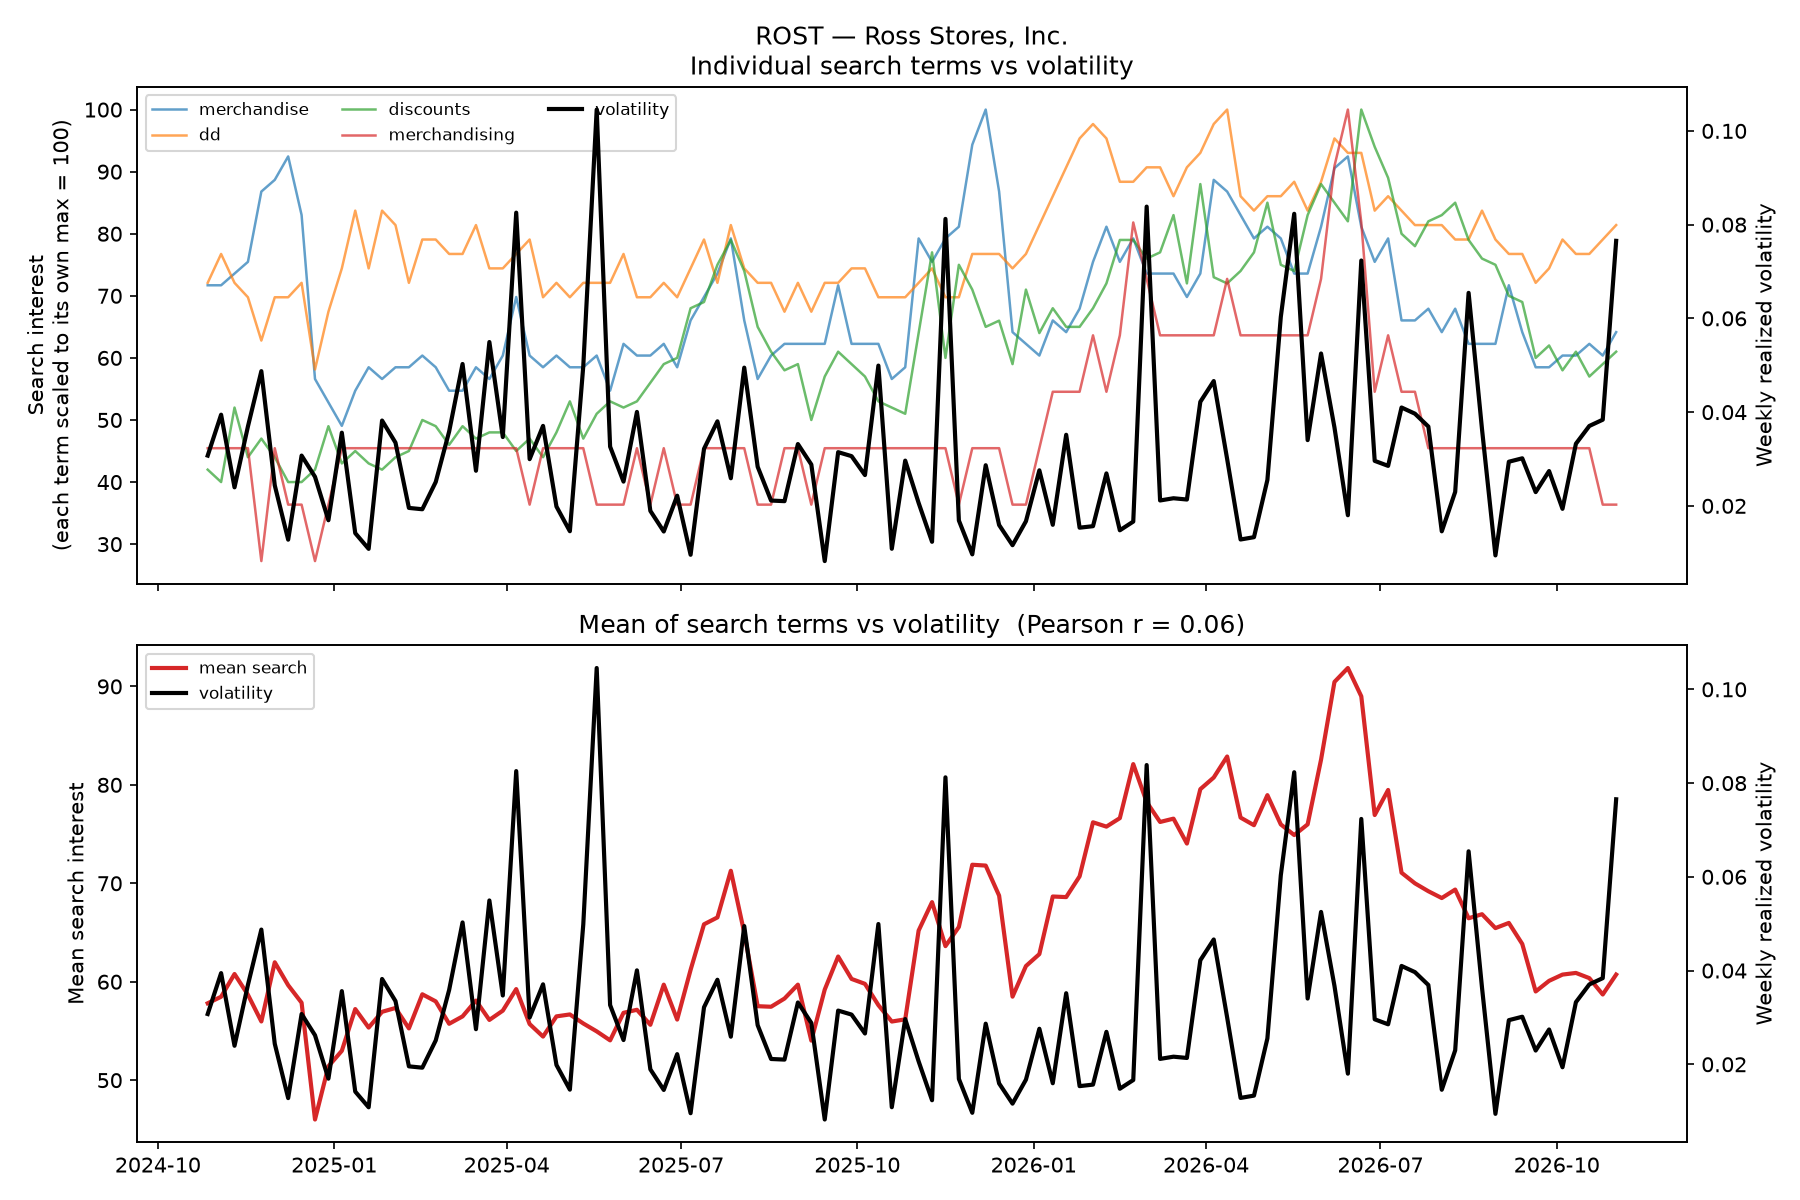 ROST — Ross Stores, Inc.
Individual search terms vs volatility
Search interest
(each term scaled to its own max = 100)
100
90
80
70
60
50
40
30
merchandise
dd
discounts
merchandising
volatility
0.10
0.08
0.06
0.04
0.02
Weekly realized volatility
Mean of search terms vs volatility  (Pearson r = 0.06)
Mean search interest
90
80
70
60
50
mean search
volatility
0.10
0.08
0.06
0.04
0.02
Weekly realized volatility
2024-10
2025-01
2025-04
2025-07
2025-10
2026-01
2026-04
2026-07
2026-10